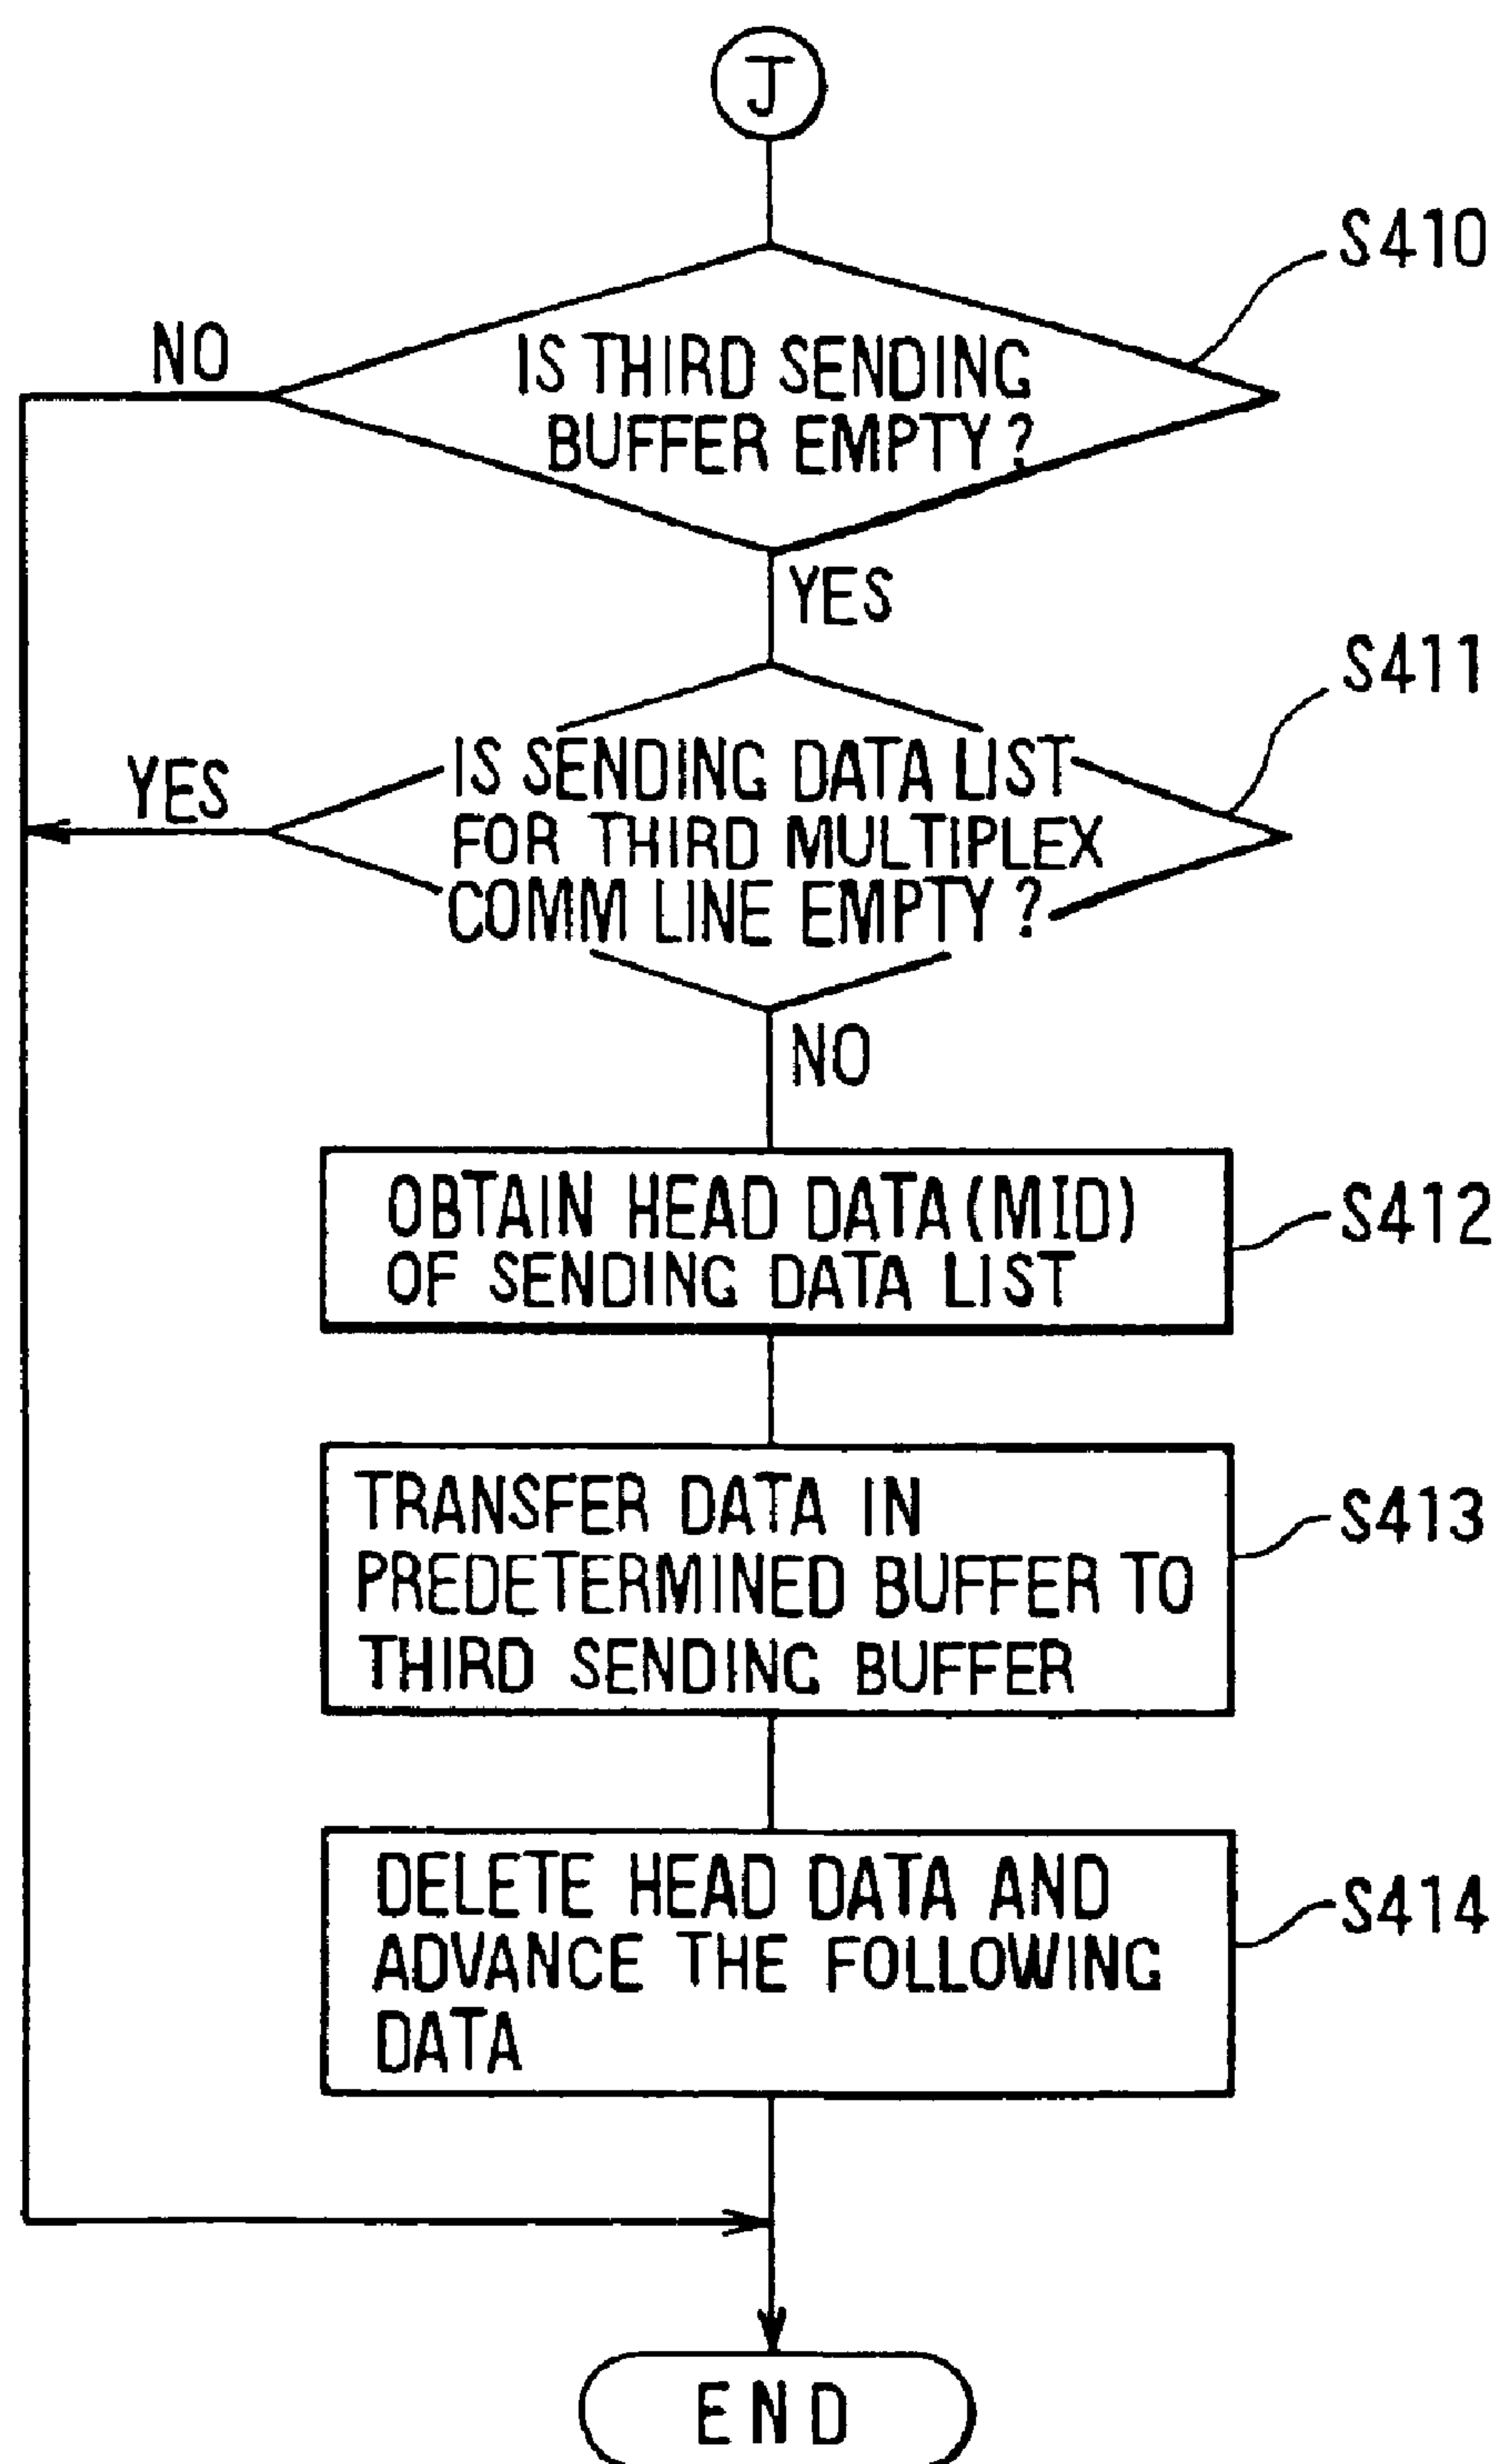 J
S410
NO
IS THIRD SENDING
BUFFER EMPTY?
YES
S411
YES
IS SENDING DATA LIST
FOR THIRD MULTIPLEX
COMM LINE EMPTY?
NO
OBTAIN HEAD DATA(MID)
OF SENDING DATA LIST
S412
TRANSFER DATA IN
PREDETERMINED BUFFER TO
THIRD SENDING BUFFER
S413
DELETE HEAD DATA AND
ADVANCE THE FOLLOWING
DATA
S414
END